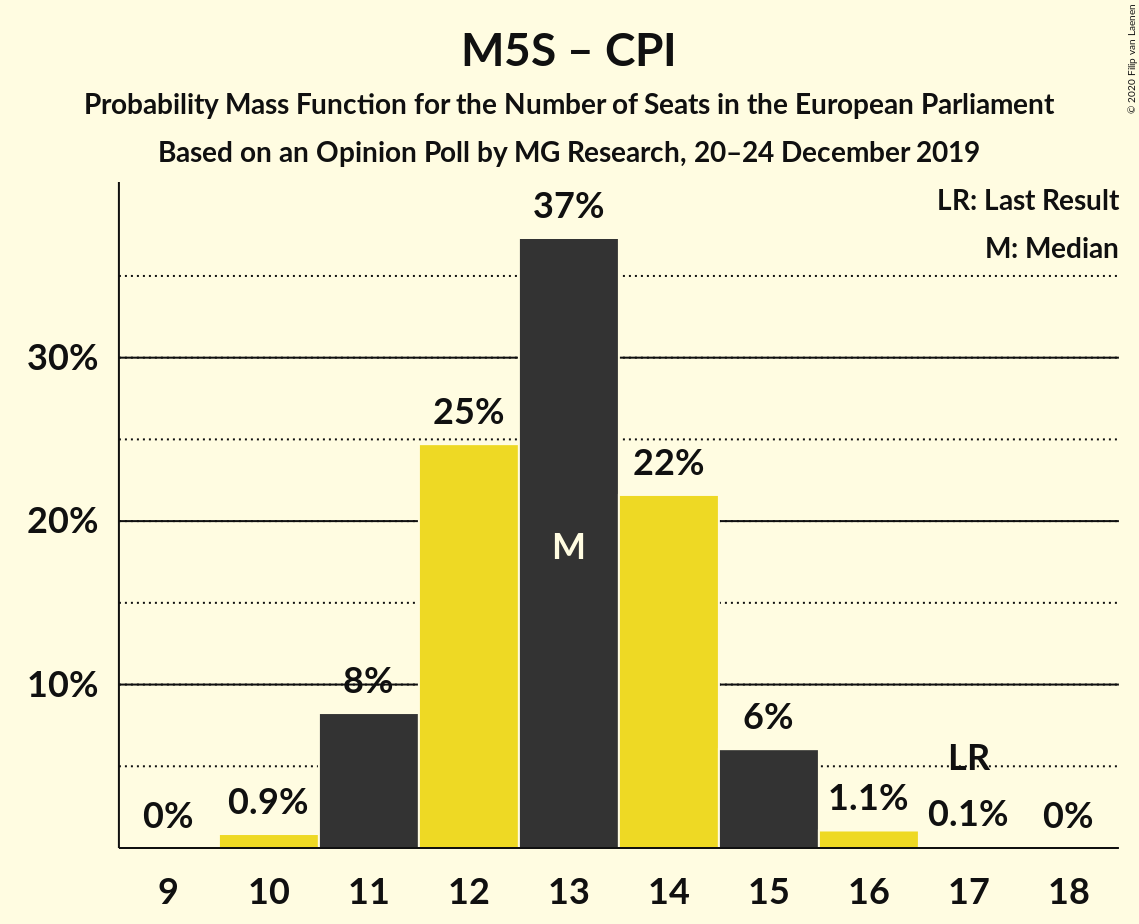 M5S – CPI
Probability Mass Function for the Number of Seats in the European Parliament
Based on an Opinion Poll by MG Research, 20–24 December 2019
© 2020 Filip van Laenen
LR: Last Result
M: Median
37%
30%
25%
22%
20%
M
10%
8%
6%
LR
0%
0.9%
1.1%
0.1%
0%
9 10 11 12 13 14 15 16 17 18